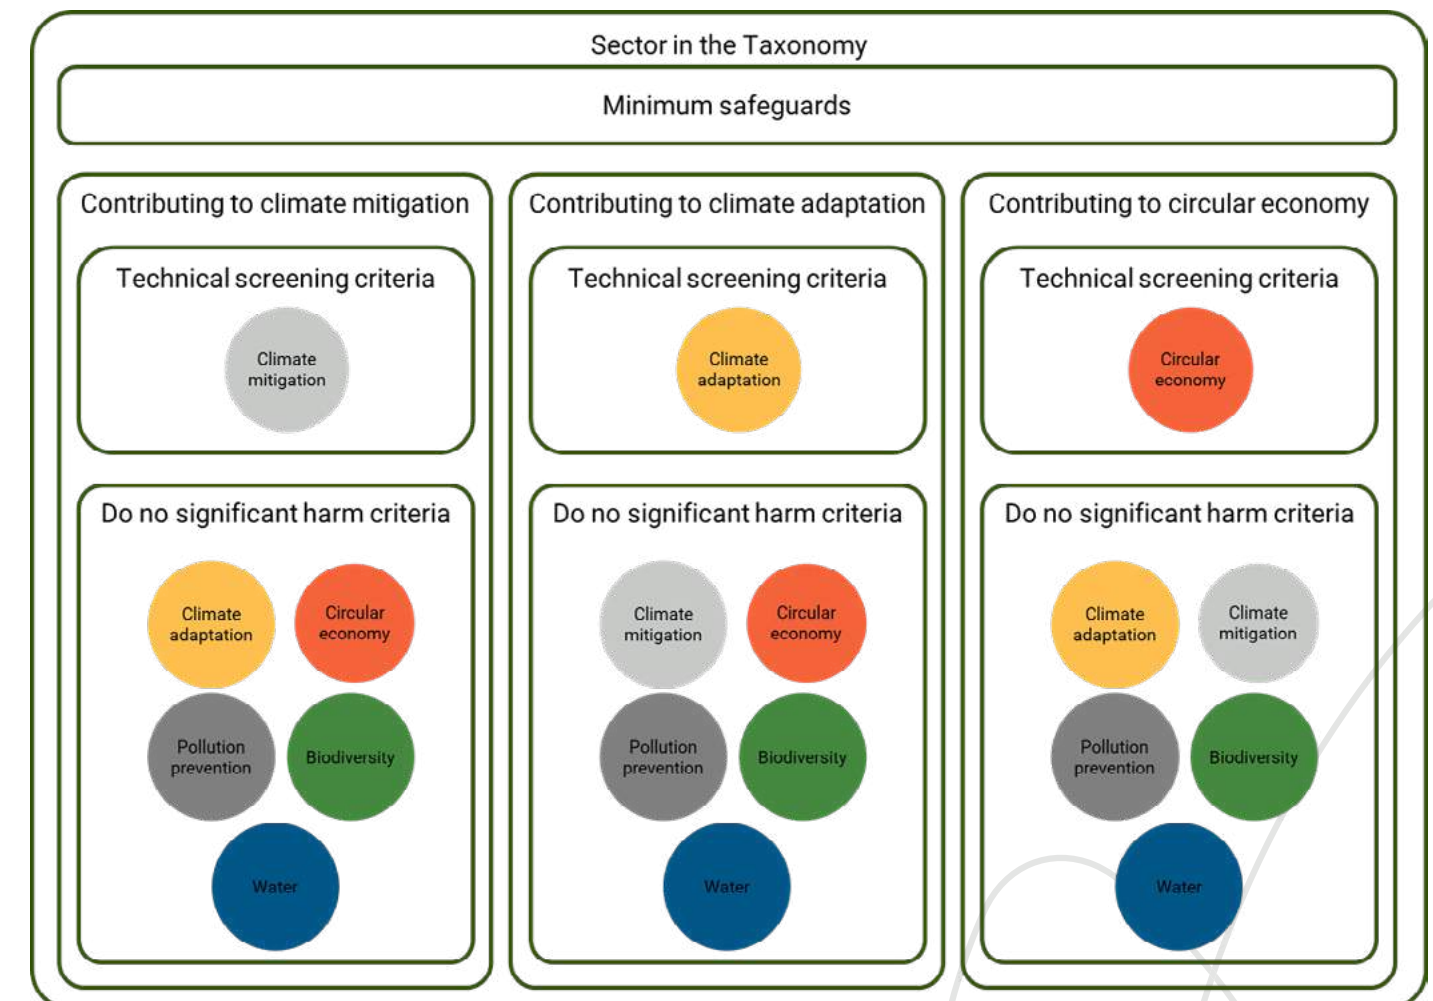 Sector in the Taxonomy
Minimum safeguards
Contributing to climate mitigation
Technical screening criteria
Climate
mitigation
Do no significant harm criteria
Climate
adaptation
Circular
economy
Pollution
prevention
Biodiversity
Water
Contributing to climate adaptation
Technical screening criteria
Climate
adaptation
Do no significant harm criteria
Climate
mitigation
Circular
economy
Pollution
prevention
Biodiversity
Water
Contributing to circular economy
Technical screening criteria
Circular
economy
Do no significant harm criteria
Climate
adaptation
Climate
mitigation
Pollution
prevention
Biodiversity
Water